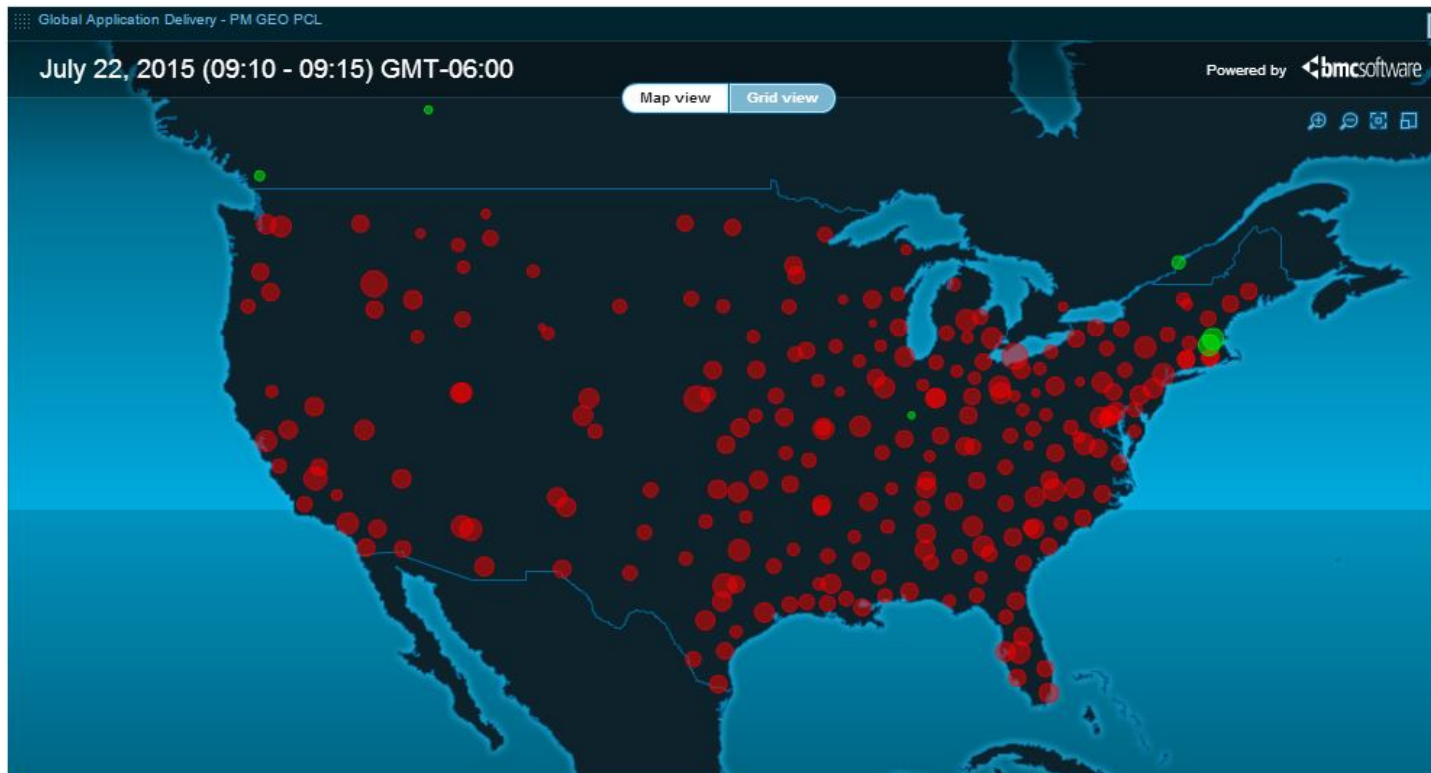 Global Application Delivery - PM GEO PCL
July 22, 2015 (09:10 - 09:15) GMT-06:00
Powered by bmcsoftware
Map view Grid view